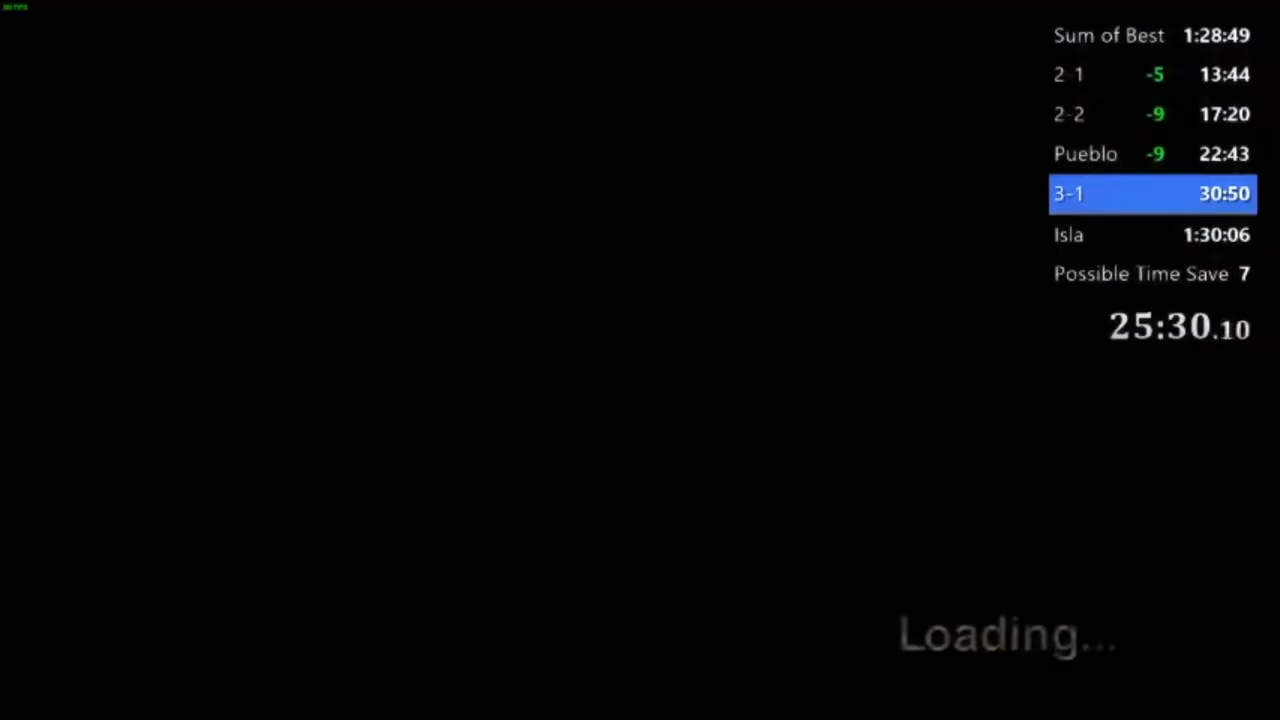 Sum of Best 1:28:49
2-1 -5 13:44
2-2 -9 17:20
Pueblo -9 22:43
3-1 30:50
Isla 1:30:06
Possible Time Save 7
25:30.10
Loading...